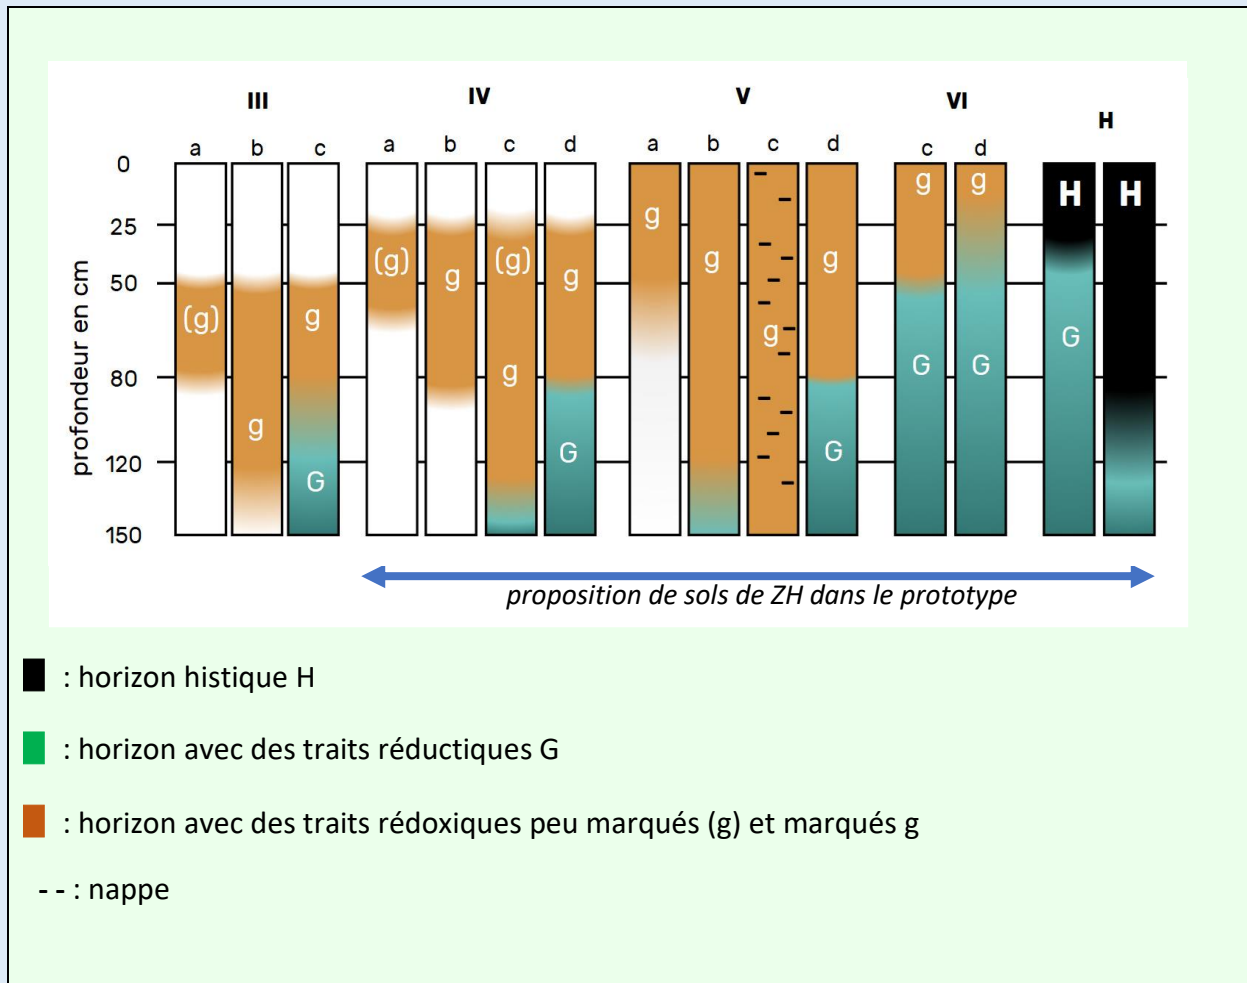 III IV V VI H
a b c a b c d a b c d c d
profondeur en cm
0
25
50
80
120
150
(g) g g G
(g) g (g) g g G
g g g g G
g G g G
H G H
proposition de sols de ZH dans le prototype
: horizon histique H
: horizon avec des traits réductiques G
: horizon avec des traits rédoxiques peu marqués (g) et marqués g
- - : nappe